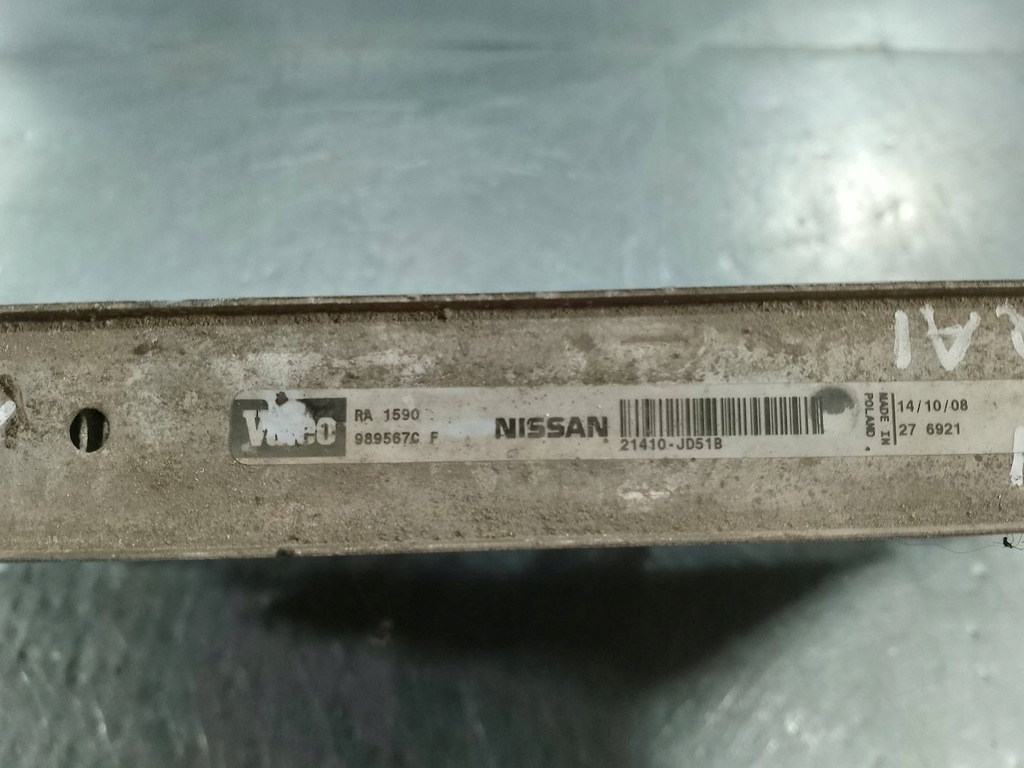 Valeo
RA 1590
989567C F
NISSAN
21410-JD51B
MADE IN
POLAND
14/10/08
27 6921